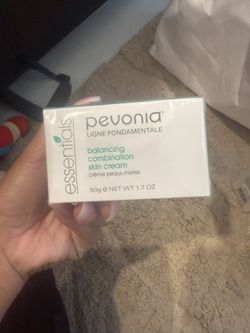 essentials
pevonia
LIGNE FONDAMENTALE
balancing
combination
skin cream
crème peaux mixtes
50g e NET WT 1.7 OZ